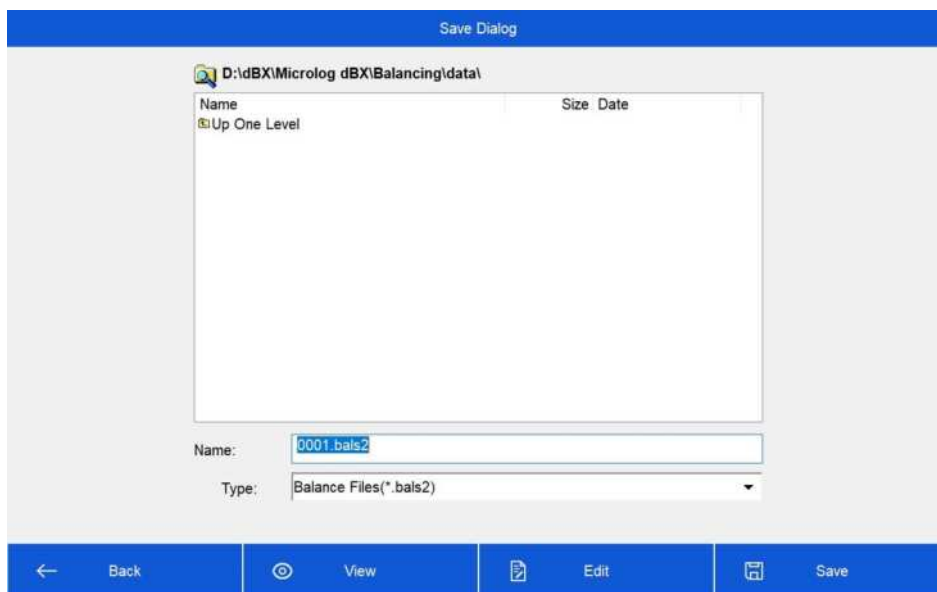 Save Dialog
D:\dBX\Microlog dBX\Balancing\data\
Name Size Date
Up One Level
Name: 0001.bals2
Type: Balance Files(*.bals2)
Back View Edit Save